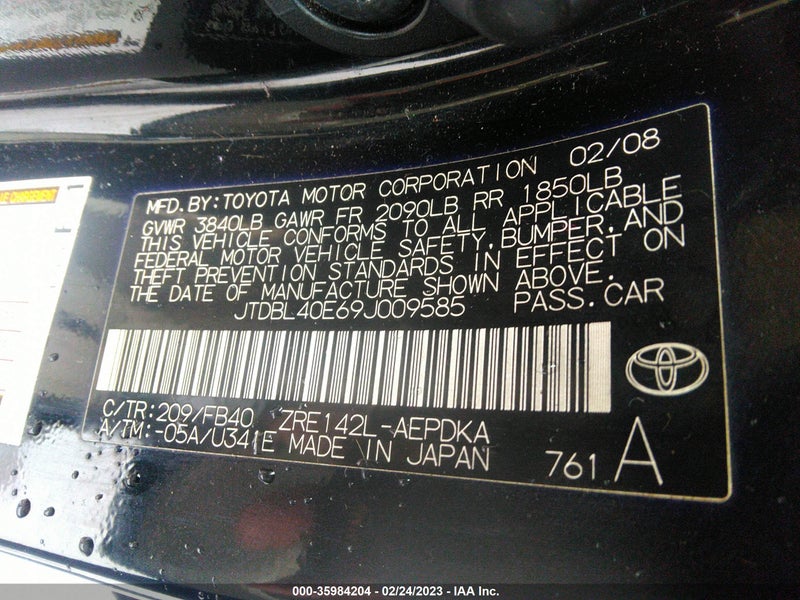 LE CHARGEMENT
MFD.BY:TOYOTA MOTOR CORPORATION 02/08
GVWR 3840LB GAWR FR 2090LB RR 1850LB
THIS VEHICLE CONFORMS TO ALL APPLICABLE
FEDERAL MOTOR VEHICLE SAFETY,BUMPER,AND
THEFT PREVENTION STANDARDS IN EFFECT ON
THE DATE OF MANUFACTURE SHOWN ABOVE.
JTDBL40E69J009585 PASS.CAR
C/TR:209/FB40 ZRE142L-AEPDKA
A/TM:-05A/U341E MADE IN JAPAN
761 A
000-35984204 - 02/24/2023 - IAA Inc.